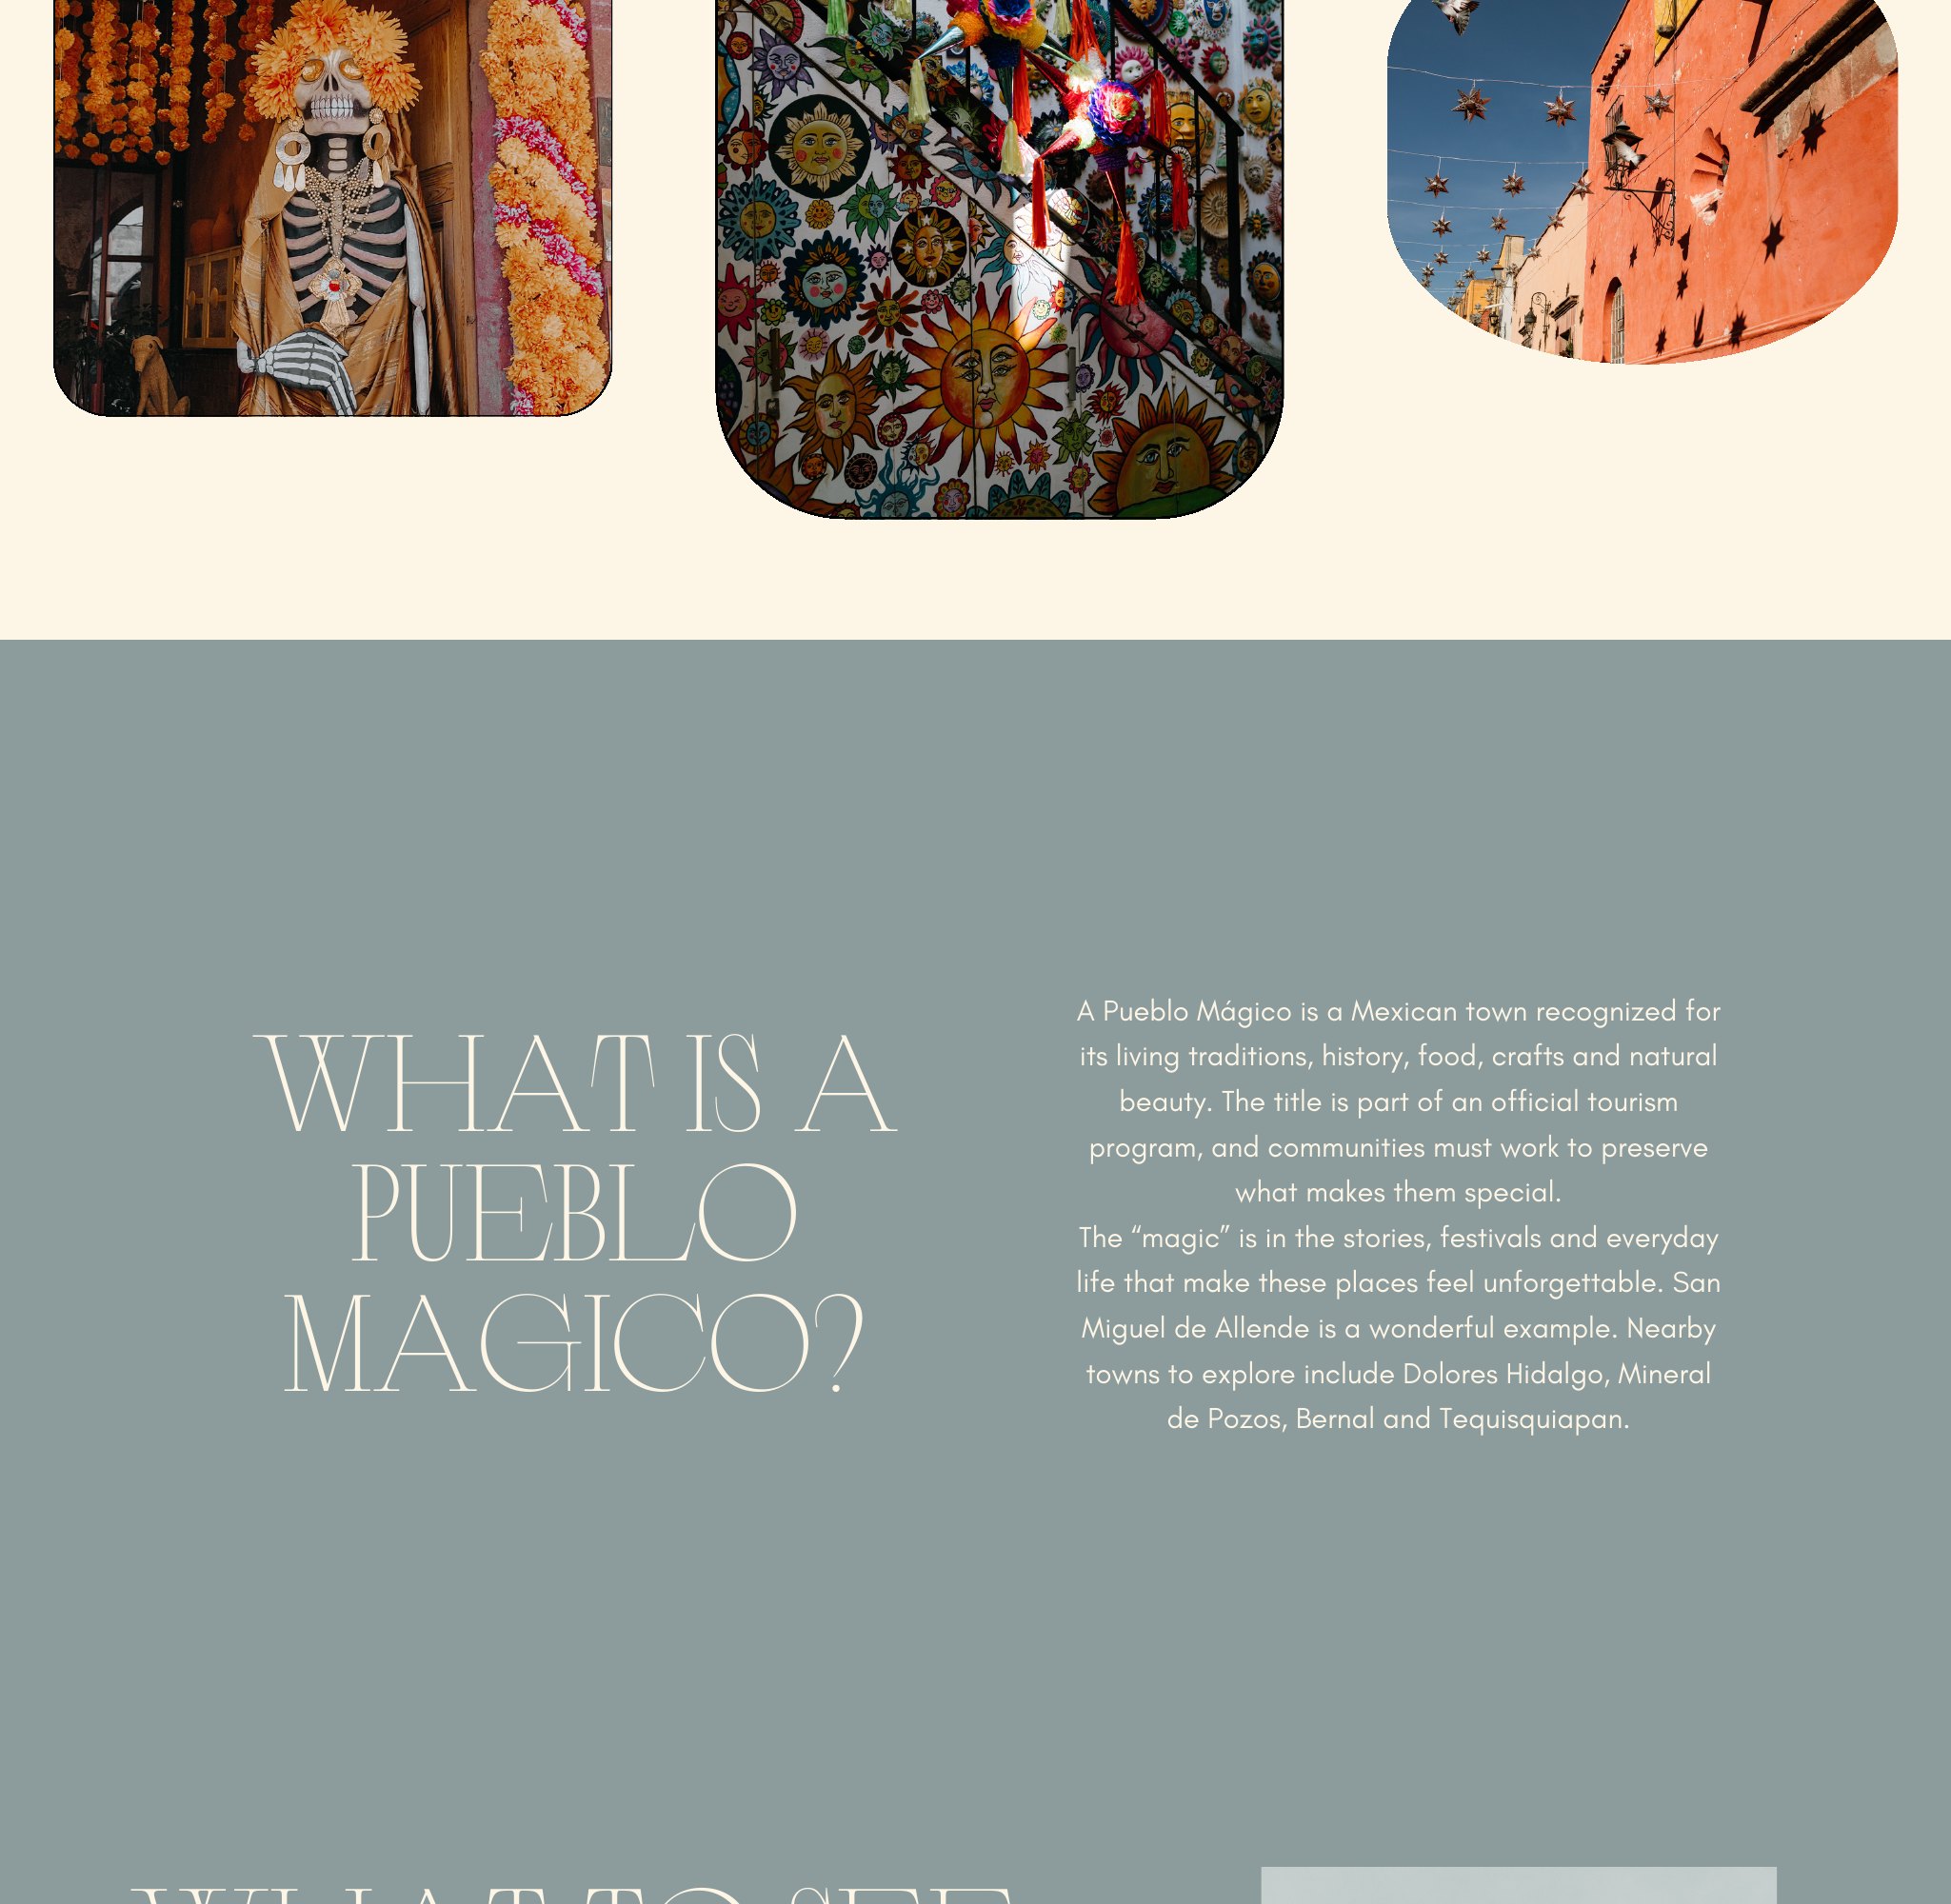 WHAT IS A
PUEBLO
MAGICO?
A Pueblo Mágico is a Mexican town recognized for
its living traditions, history, food, crafts and natural
beauty. The title is part of an official tourism
program, and communities must work to preserve
what makes them special.
The “magic” is in the stories, festivals and everyday
life that make these places feel unforgettable. San
Miguel de Allende is a wonderful example. Nearby
towns to explore include Dolores Hidalgo, Mineral
de Pozos, Bernal and Tequisquiapan.
WHAT TO SEE